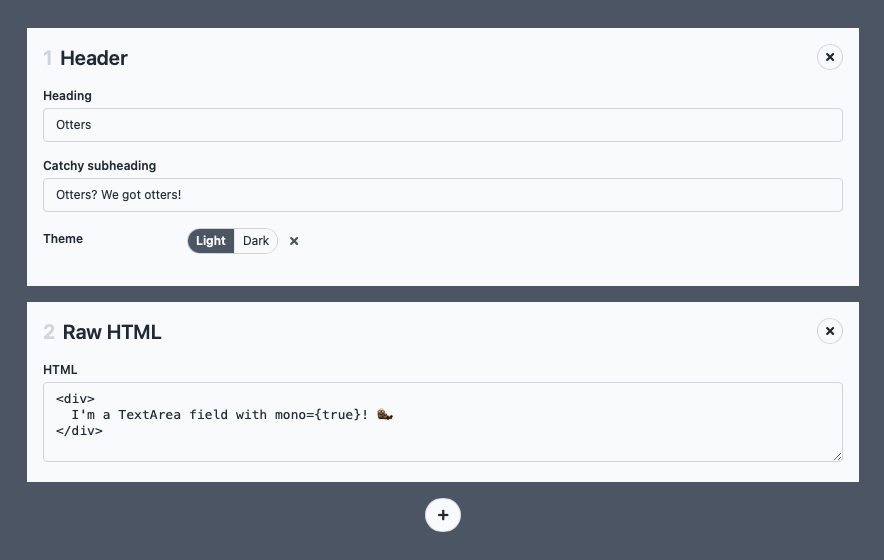 1 Header
Heading
Otters
Catchy subheading
Otters? We got otters!
Theme Light Dark
2 Raw HTML
HTML
<div>
  I'm a TextArea field with mono={true}! 🦦
</div>